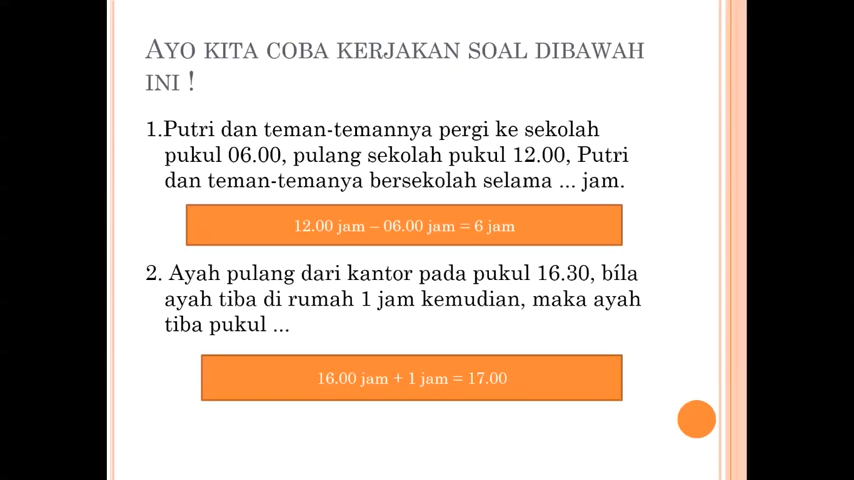 AYO KITA COBA KERJAKAN SOAL DIBAWAH
INI !
1.Putri dan teman-temannya pergi ke sekolah
pukul 06.00, pulang sekolah pukul 12.00, Putri
dan teman-temanya bersekolah selama ... jam.
12.00 jam – 06.00 jam = 6 jam
2. Ayah pulang dari kantor pada pukul 16.30, bíla
ayah tiba di rumah 1 jam kemudian, maka ayah
tiba pukul ...
16.00 jam + 1 jam = 17.00